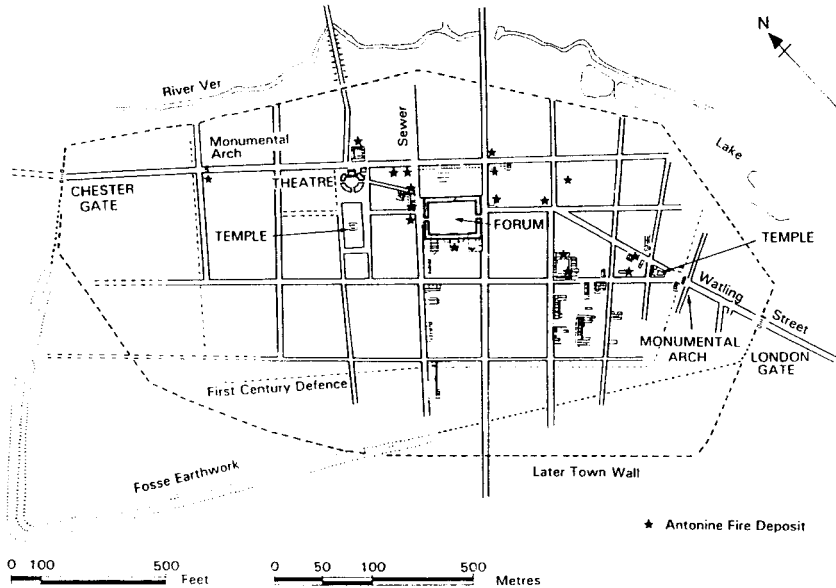 N
River Ver
Monumental
Arch
Sewer
Lake
CHESTER
GATE
THEATRE
TEMPLE
FORUM
TEMPLE
Watling
Street
MONUMENTAL
ARCH
LONDON
GATE
First Century Defence
Fosse Earthwork
Later Town Wall
★ Antonine Fire Deposit
0 100 500
Feet
0 50 100 500
Metres